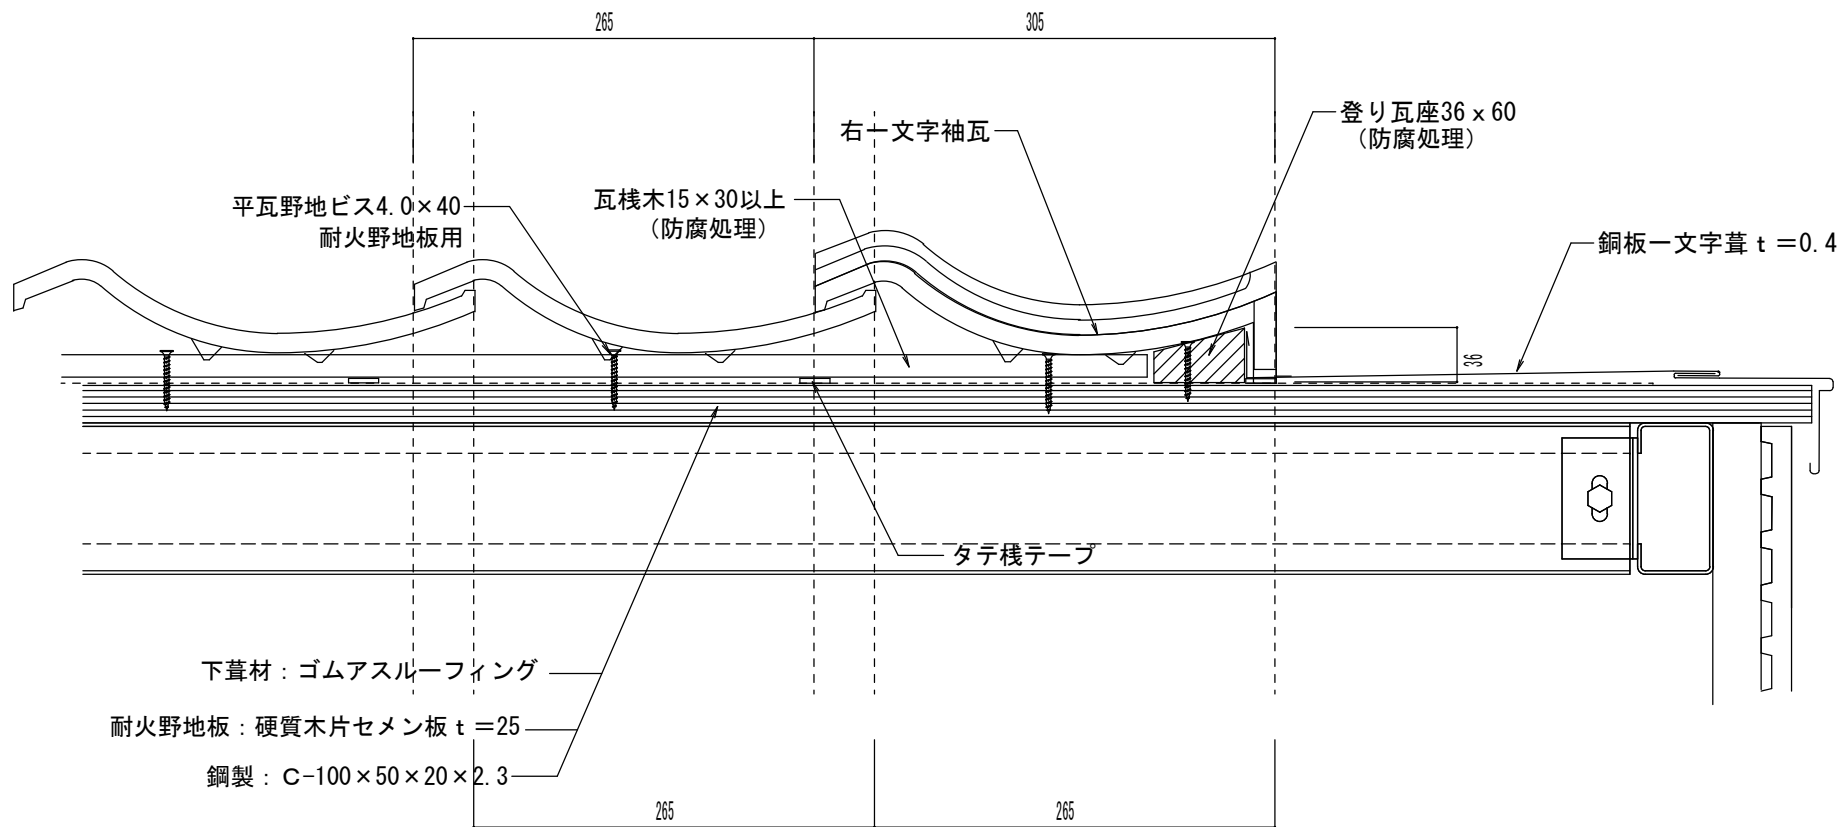 265
305
登り瓦座36x60
(防腐処理)
右一文字袖瓦
平瓦野地ビス4.0×40
耐火野地板用
瓦桟木15×30以上
(防腐処理)
銅板一文字葺 t =0.4
36
タテ桟テープ
下葺材:ゴムアスルーフィング
耐火野地板:硬質木片セメン板 t =25
鋼製: C-100×50×20×2.3
265
265